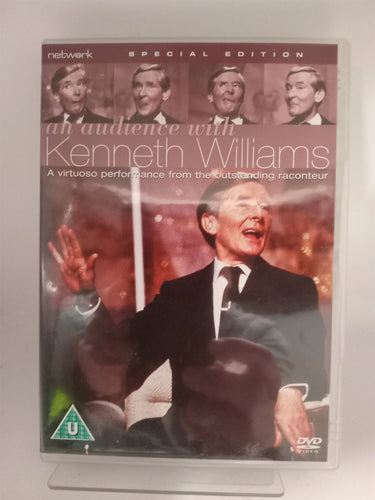 network
SPECIAL EDITION
an audience with
Kenneth Williams
A virtuoso performance from the outstanding raconteur
U
DVD
VIDEO